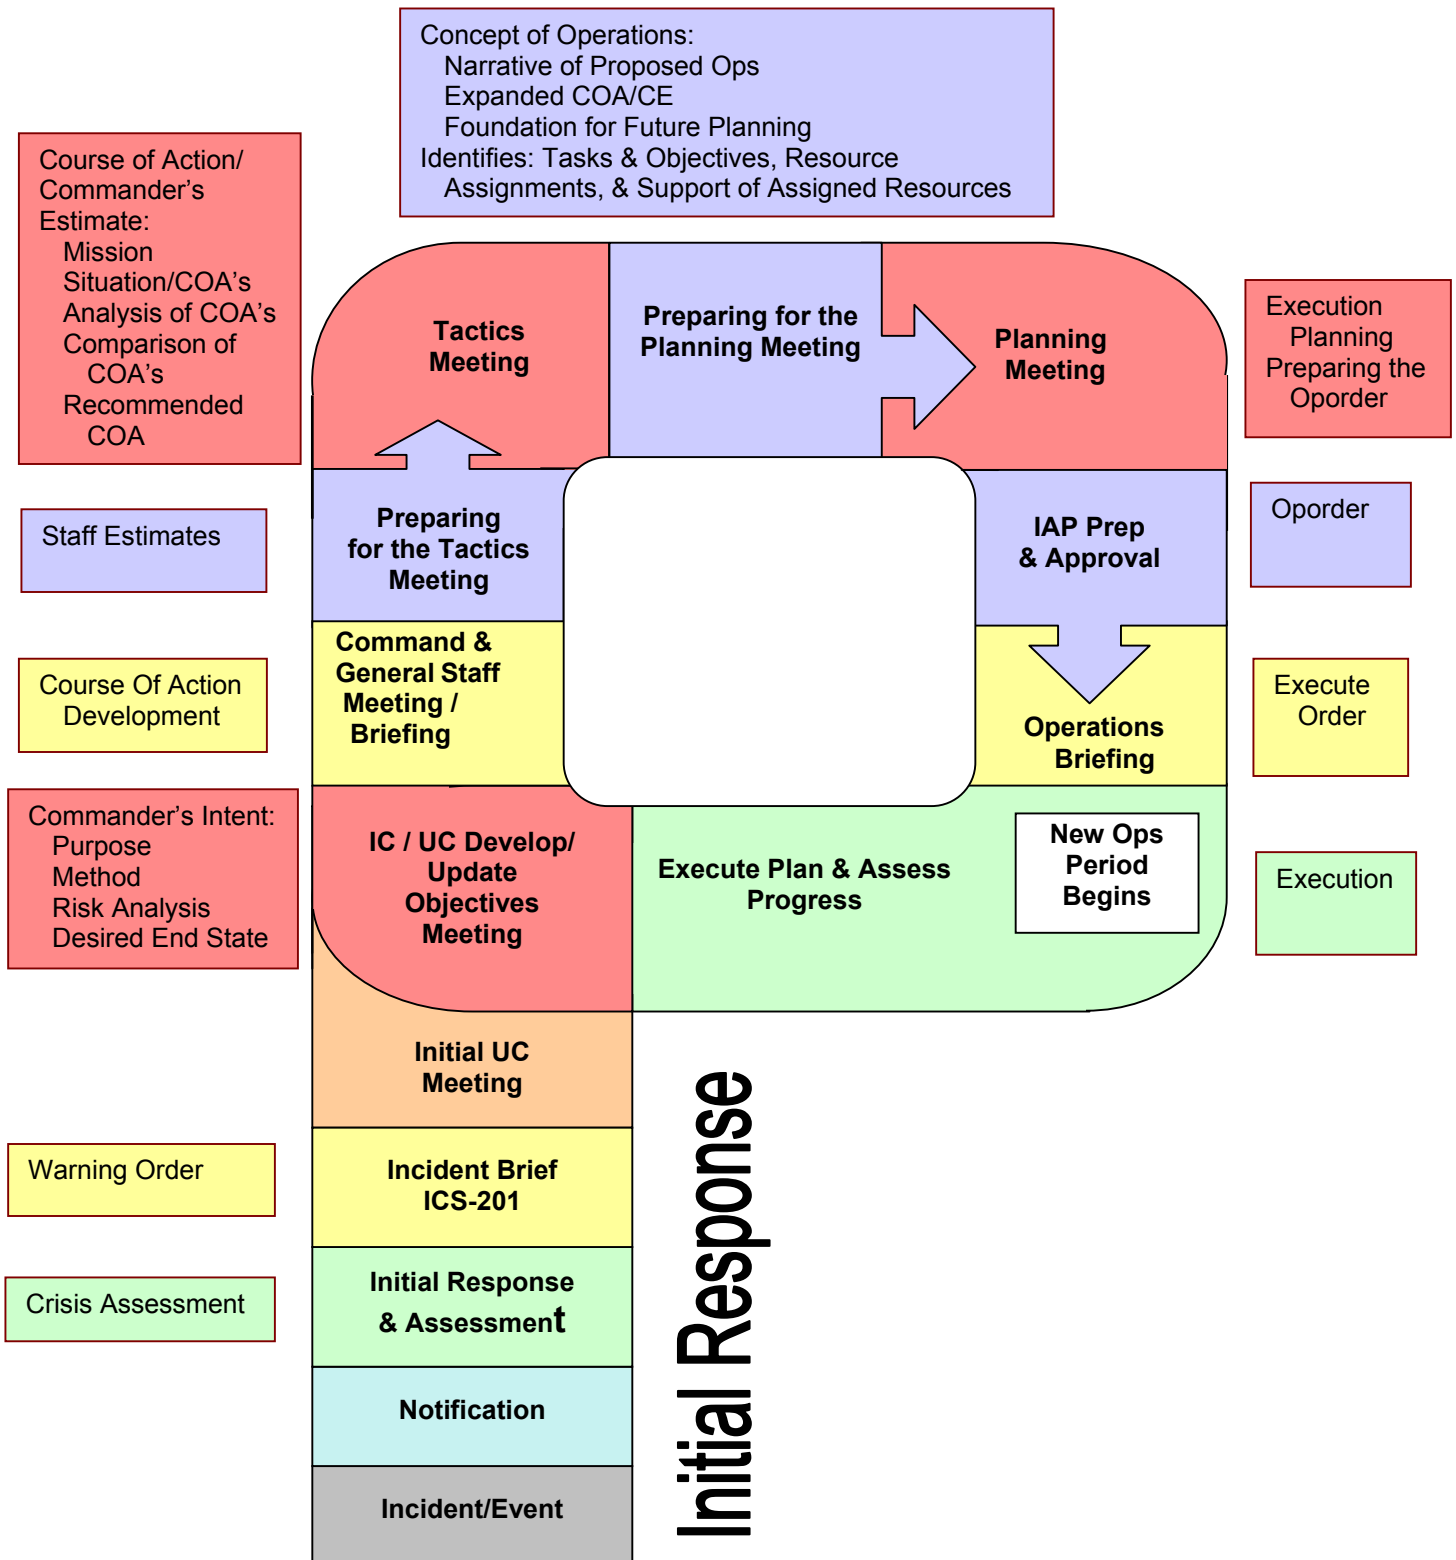 Concept of Operations:
Narrative of Proposed Ops
Expanded COA/CE
Foundation for Future Planning
Identifies: Tasks & Objectives, Resource
Assignments, & Support of Assigned Resources
Course of Action/
Commander’s
Estimate:
Mission
Situation/COA’s
Analysis of COA’s
Comparison of
COA’s
Recommended
COA
Tactics
Meeting
Preparing for the
Planning Meeting
Planning
Meeting
Execution
Planning
Preparing the
Oporder
Staff Estimates
Preparing
for the Tactics
Meeting
IAP Prep
& Approval
Oporder
Course Of Action
Development
Command &
General Staff
Meeting /
Briefing
Operations
Briefing
Execute
Order
Commander’s Intent:
Purpose
Method
Risk Analysis
Desired End State
IC / UC Develop/
Update
Objectives
Meeting
Execute Plan & Assess
Progress
New Ops
Period
Begins
Execution
Initial UC
Meeting
Warning Order
Incident Brief
ICS-201
Crisis Assessment
Initial Response
& Assessment
Notification
Incident/Event
Initial Response